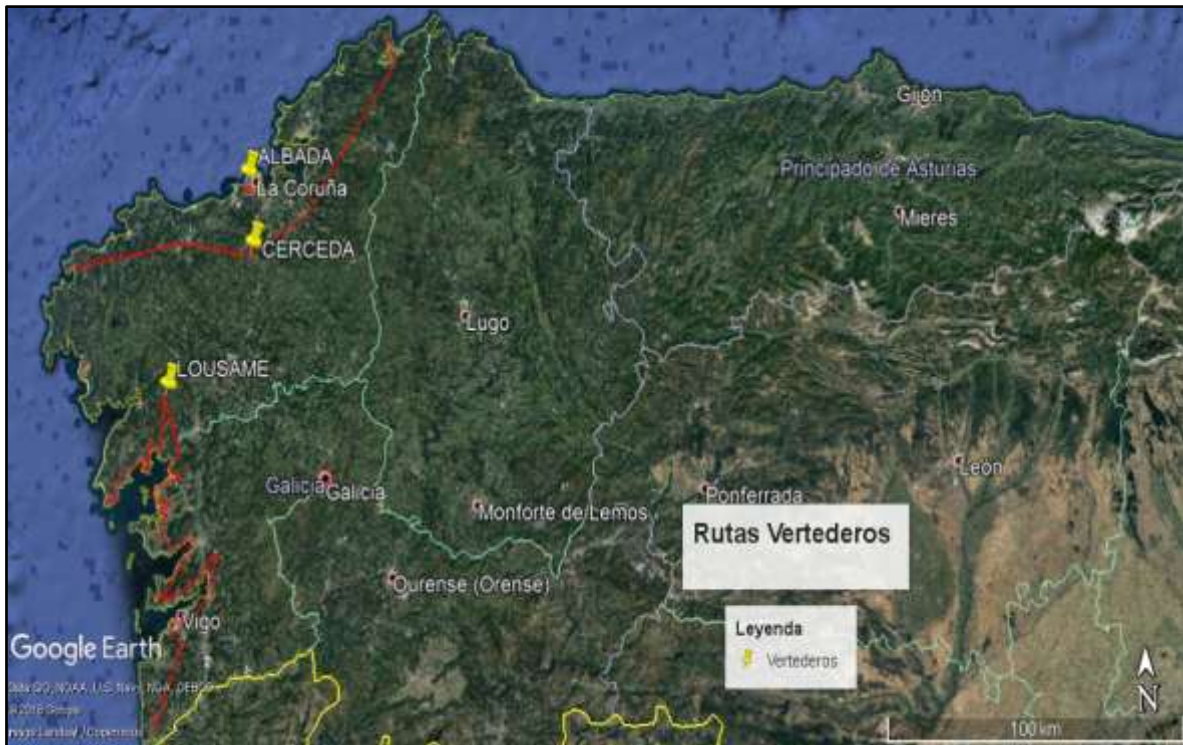 ALBADA
La Coruña
CERCEDA
LOUSAME
Gijón
Principado de Asturias
Mieres
Lugo
León
Galicia
Galicia
Monforte de Lemos
Ponferrada
Ourense (Orense)
Vigo
Rutas Vertederos
Leyenda
Vertederos
Google Earth
N
100 km